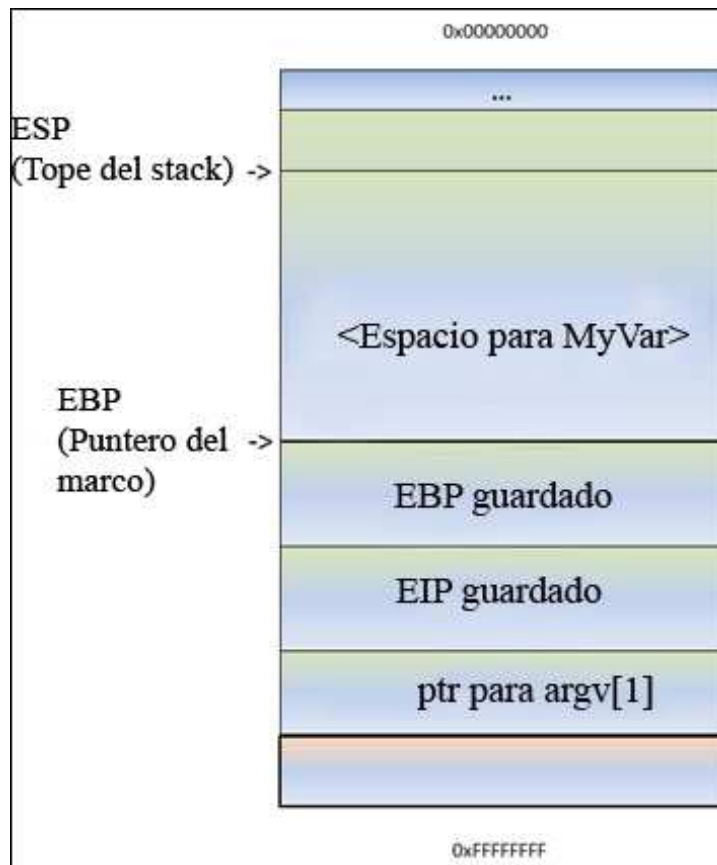 0x00000000
...
ESP
(Tope del stack) ->
<Espacio para MyVar>
EBP
(Puntero del ->
marco)
EBP guardado
EIP guardado
ptr para argv[1]
0xFFFFFFFF